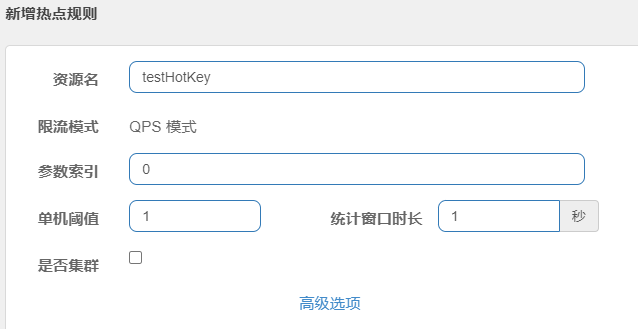 新增热点规则
资源名 testHotKey
限流模式 QPS 模式
参数索引 0
单机阈值 1 统计窗口时长 1 秒
是否集群
高级选项